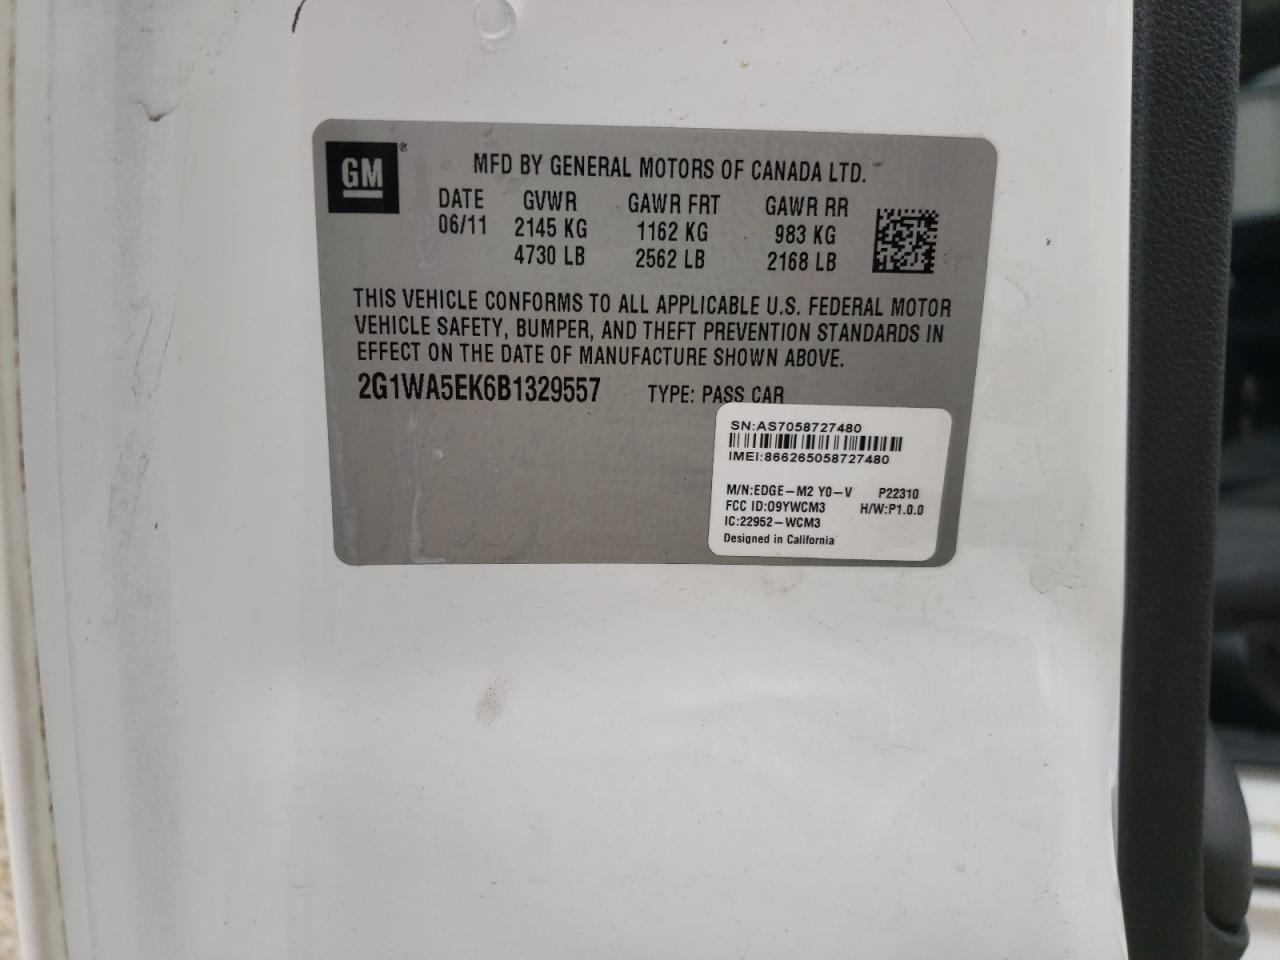 GM®
MFD BY GENERAL MOTORS OF CANADA LTD.
DATE GVWR GAWR FRT GAWR RR
06/11 2145 KG 1162 KG 983 KG
4730 LB 2562 LB 2168 LB
THIS VEHICLE CONFORMS TO ALL APPLICABLE U.S. FEDERAL MOTOR
VEHICLE SAFETY, BUMPER, AND THEFT PREVENTION STANDARDS IN
EFFECT ON THE DATE OF MANUFACTURE SHOWN ABOVE.
2G1WA5EK6B1329557 TYPE: PASS CAR
SN:AS7058727480
IMEI:866265058727480
M/N:EDGE-M2 Y0-V P22310
FCC ID:O9YWCM3 H/W:P1.0.0
IC:22952-WCM3
Designed in California